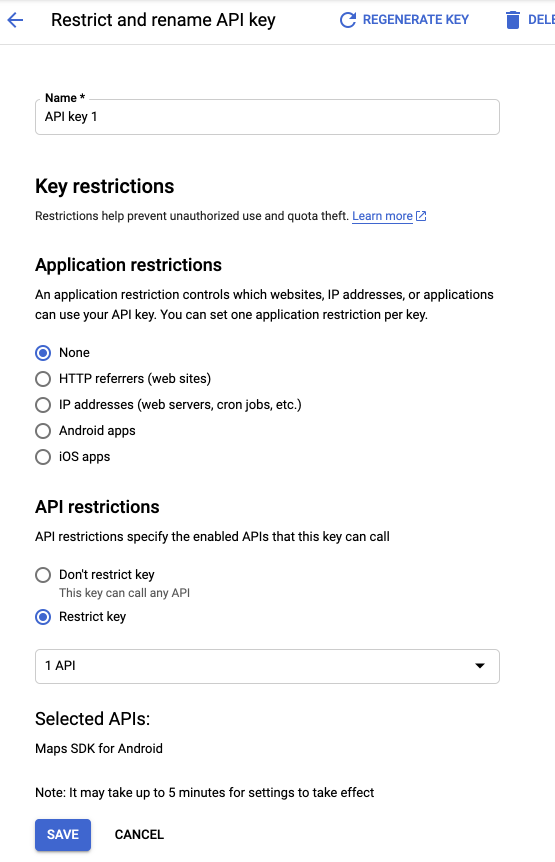 Restrict and rename API key
REGENERATE KEY
DELE
Name *
API key 1
Key restrictions
Restrictions help prevent unauthorized use and quota theft. Learn more
Application restrictions
An application restriction controls which websites, IP addresses, or applications
can use your API key. You can set one application restriction per key.
None
HTTP referrers (web sites)
IP addresses (web servers, cron jobs, etc.)
Android apps
iOS apps
API restrictions
API restrictions specify the enabled APIs that this key can call
Don't restrict key
This key can call any API
Restrict key
1 API
Selected APIs:
Maps SDK for Android
Note: It may take up to 5 minutes for settings to take effect
SAVE
CANCEL